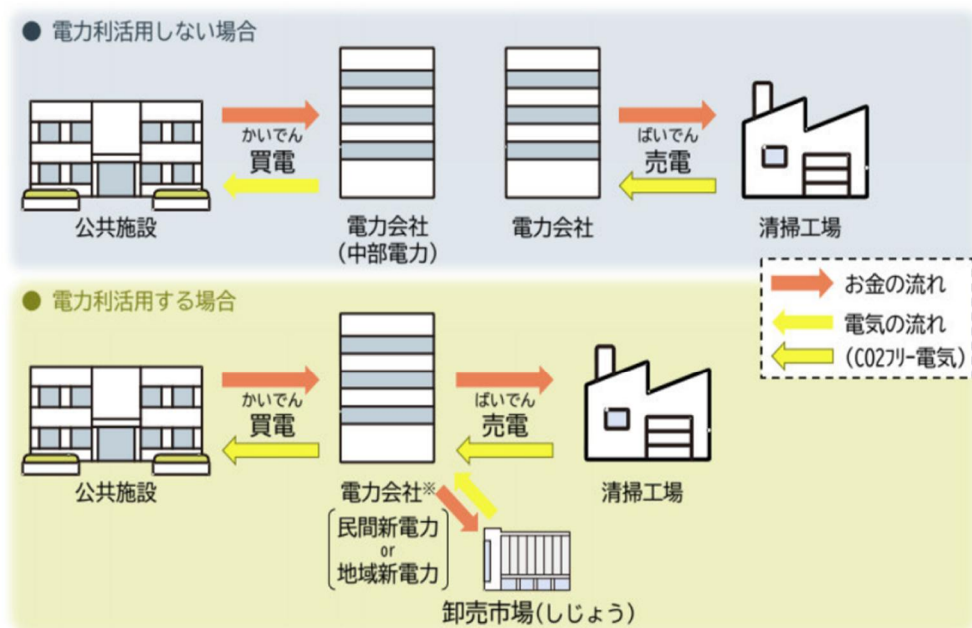 ● 電力利活用しない場合
かいでん
買電
ばいでん
売電
公共施設
電力会社
(中部電力)
電力会社
清掃工場
お金の流れ
電気の流れ
(CO2ﾌﾘｰ電気)
● 電力利活用する場合
かいでん
買電
ばいでん
売電
公共施設
電力会社※
民間新電力
or
地域新電力
清掃工場
卸売市場(しじょう)